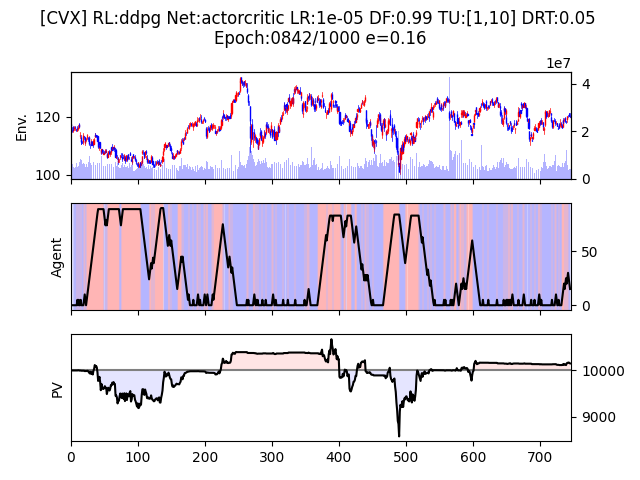 [CVX] RL:ddpg Net:actorcritic LR:1e-05 DF:0.99 TU:[1,10] DRT:0.05
Epoch:0842/1000 e=0.16
1e7
Env.
120
100
4
2
0
Agent
50
0
PV
10000
9000
0 100 200 300 400 500 600 700